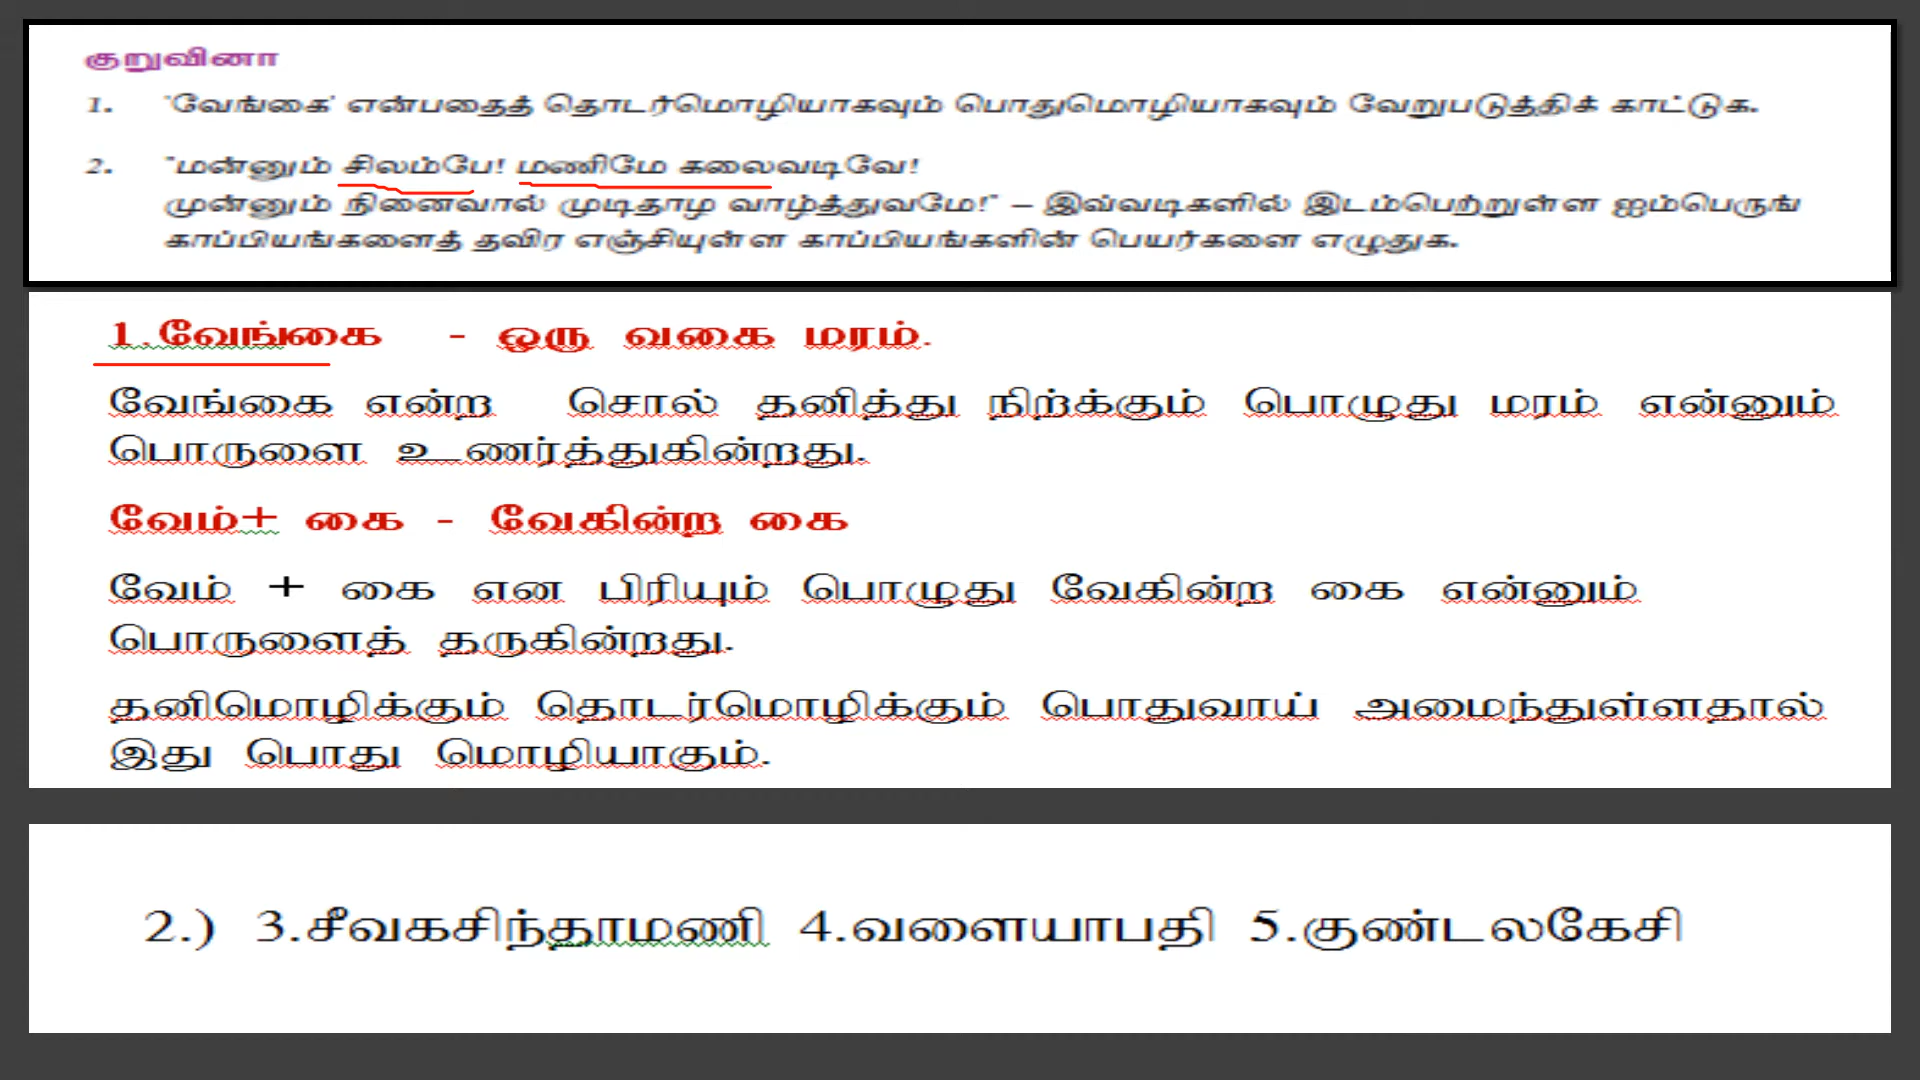 குறுவினா
1. 'வேங்கை' என்பதைத் தொடர்மொழியாகவும் பொதுமொழியாகவும் வேறுபடுத்திக் காட்டுக.
2. "மன்னும் சிலம்பே! மணிமே கலைவடிவே!
முன்னும் நினைவால் முடிதாழ வாழ்த்துவமே!" – இவ்வடிகளில் இடம்பெற்றுள்ள ஐம்பெருங்
காப்பியங்களைத் தவிர எஞ்சியுள்ள காப்பியங்களின் பெயர்களை எழுதுக.
1.வேங்கை - ஒரு வகை மரம்.
வேங்கை என்ற சொல் தனித்து நிற்க்கும் பொழுது மரம் என்னும்
பொருளை உணர்த்துகின்றது.
வேம்+ கை - வேகின்ற கை
வேம் + கை என பிரியும் பொழுது வேகின்ற கை என்னும்
பொருளைத் தருகின்றது.
தனிமொழிக்கும் தொடர்மொழிக்கும் பொதுவாய் அமைந்துள்ளதால்
இது பொது மொழியாகும்.
2.) 3.சீவகசிந்தாமணி 4.வளையாபதி 5.குண்டலகேசி